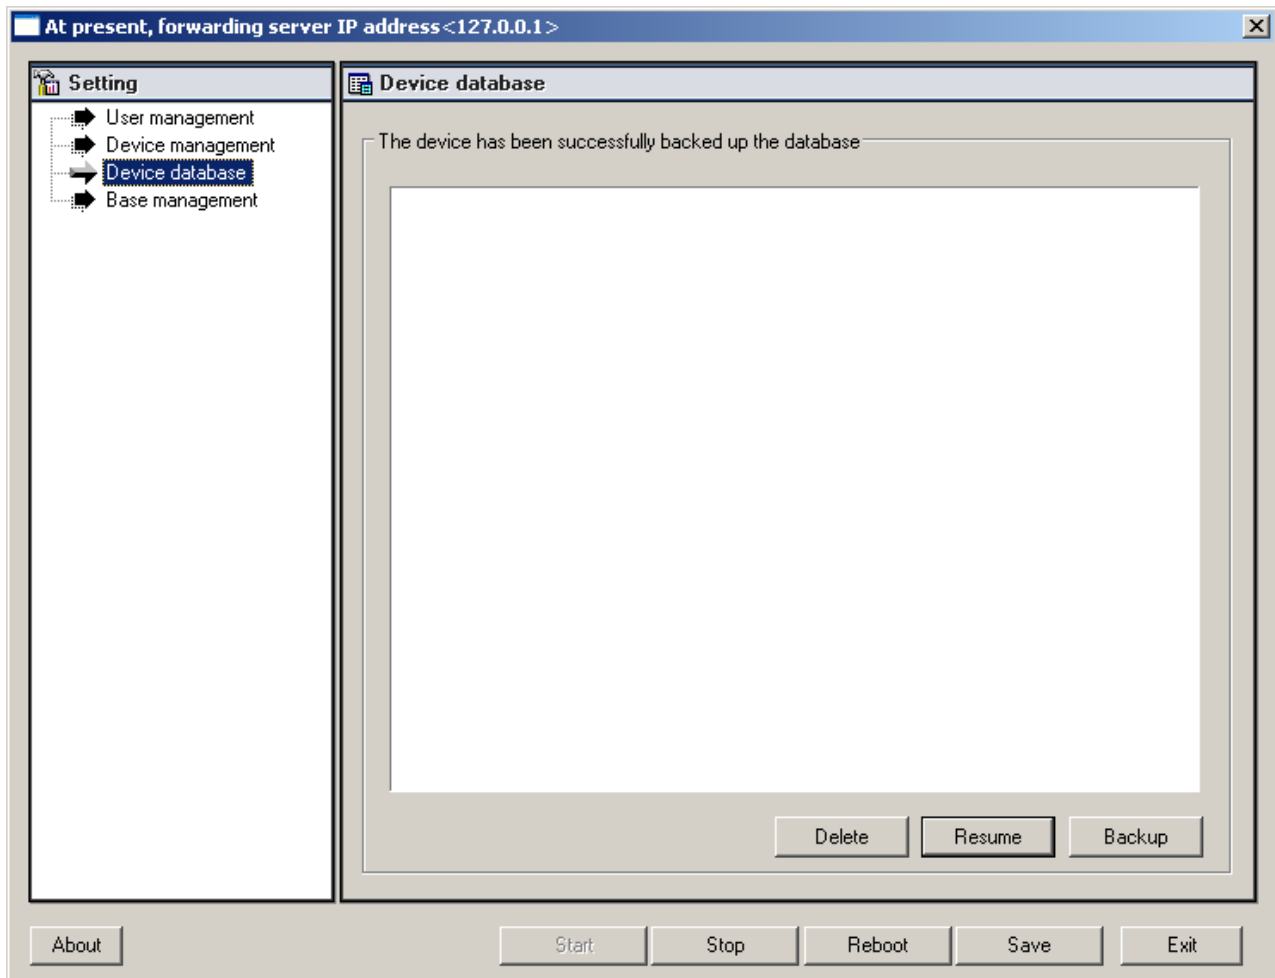 At present, forwarding server IP address<127.0.0.1>
Setting
User management
Device management
Device database
Base management
Device database
The device has been successfully backed up the database
Delete Resume Backup
About Start Stop Reboot Save Exit